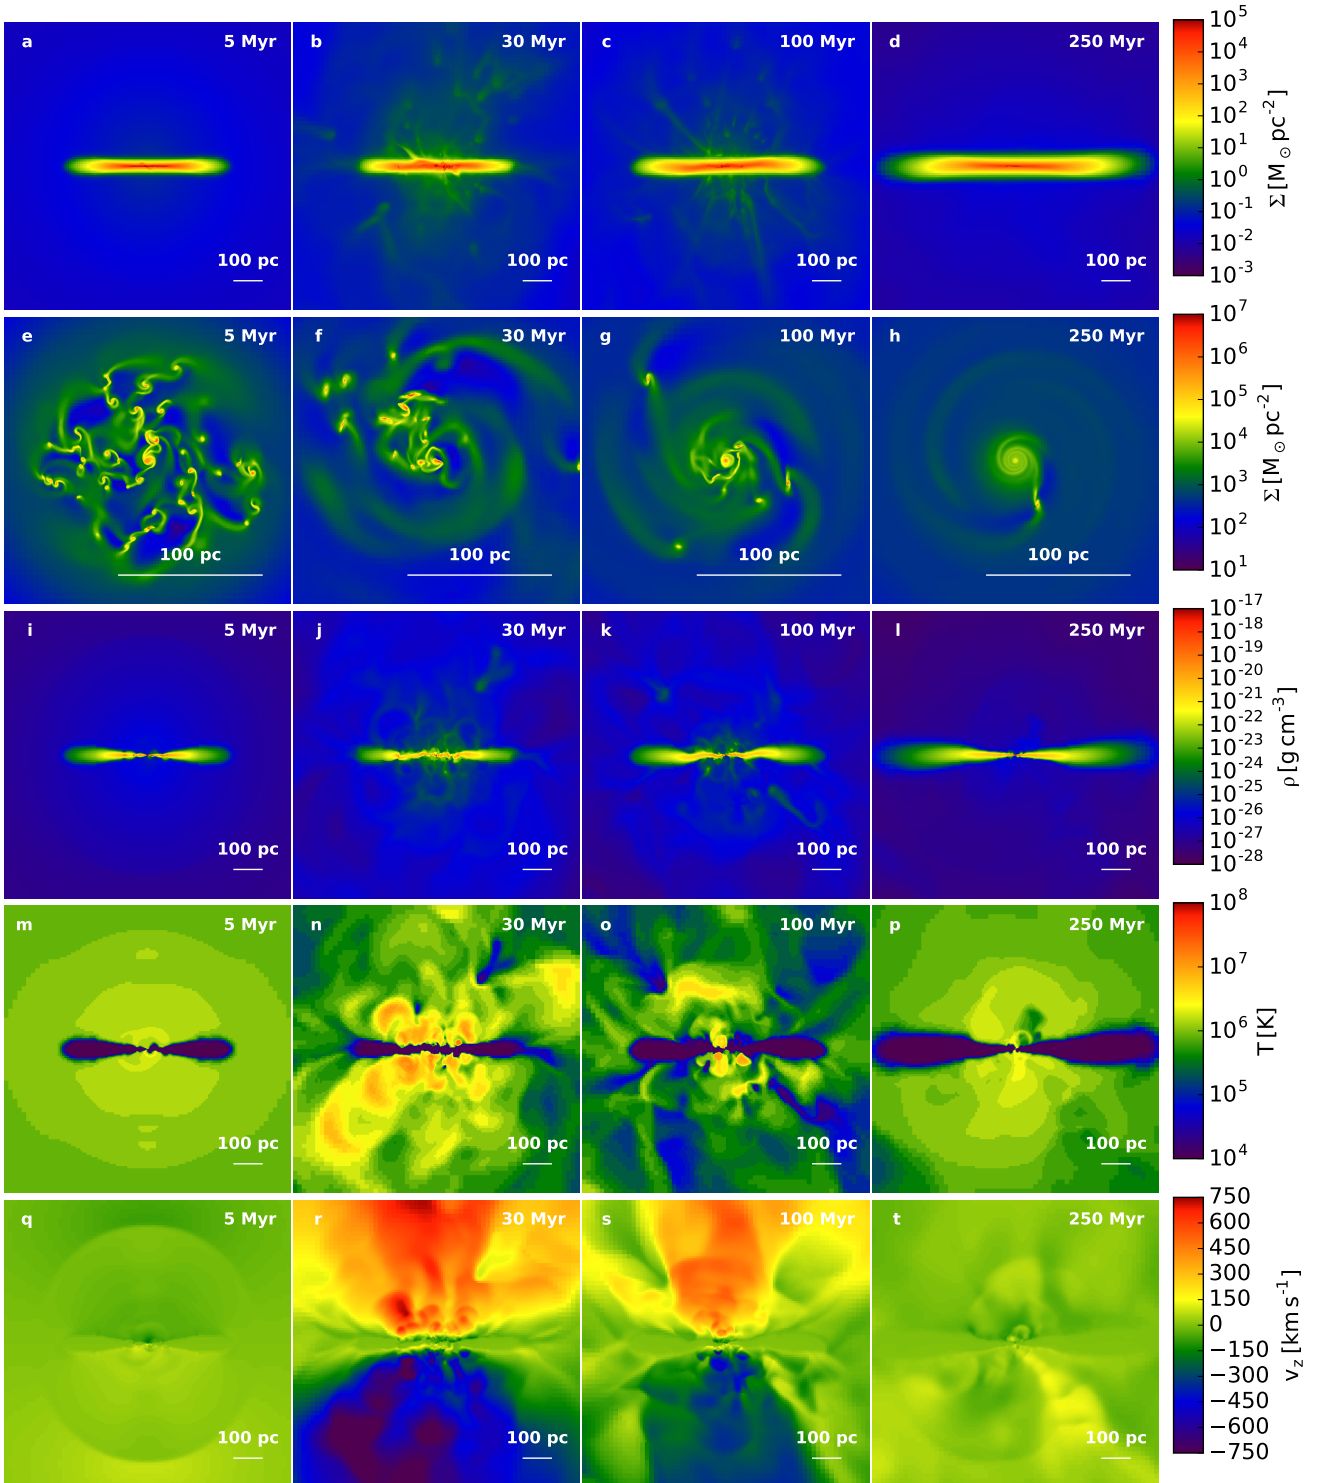 a 5 Myr b 30 Myr c 100 Myr d 250 Myr
100 pc 100 pc 100 pc 100 pc
10^5
10^4
10^3
10^2
10^1
10^0
10^-1
10^-2
10^-3
Σ [M⊙ pc^-2]
e 5 Myr f 30 Myr g 100 Myr h 250 Myr
100 pc 100 pc 100 pc 100 pc
10^7
10^6
10^5
10^4
10^3
10^2
10^1
Σ [M⊙ pc^-2]
i 5 Myr j 30 Myr k 100 Myr l 250 Myr
100 pc 100 pc 100 pc 100 pc
10^-17
10^-18
10^-19
10^-20
10^-21
10^-22
10^-23
10^-24
10^-25
10^-26
10^-27
10^-28
ρ [g cm^-3]
m 5 Myr n 30 Myr o 100 Myr p 250 Myr
100 pc 100 pc 100 pc 100 pc
10^8
10^7
10^6
10^5
10^4
T [K]
q 5 Myr r 30 Myr s 100 Myr t 250 Myr
100 pc 100 pc 100 pc 100 pc
750
600
450
300
150
0
−150
−300
−450
−600
−750
v_z [km s^-1]